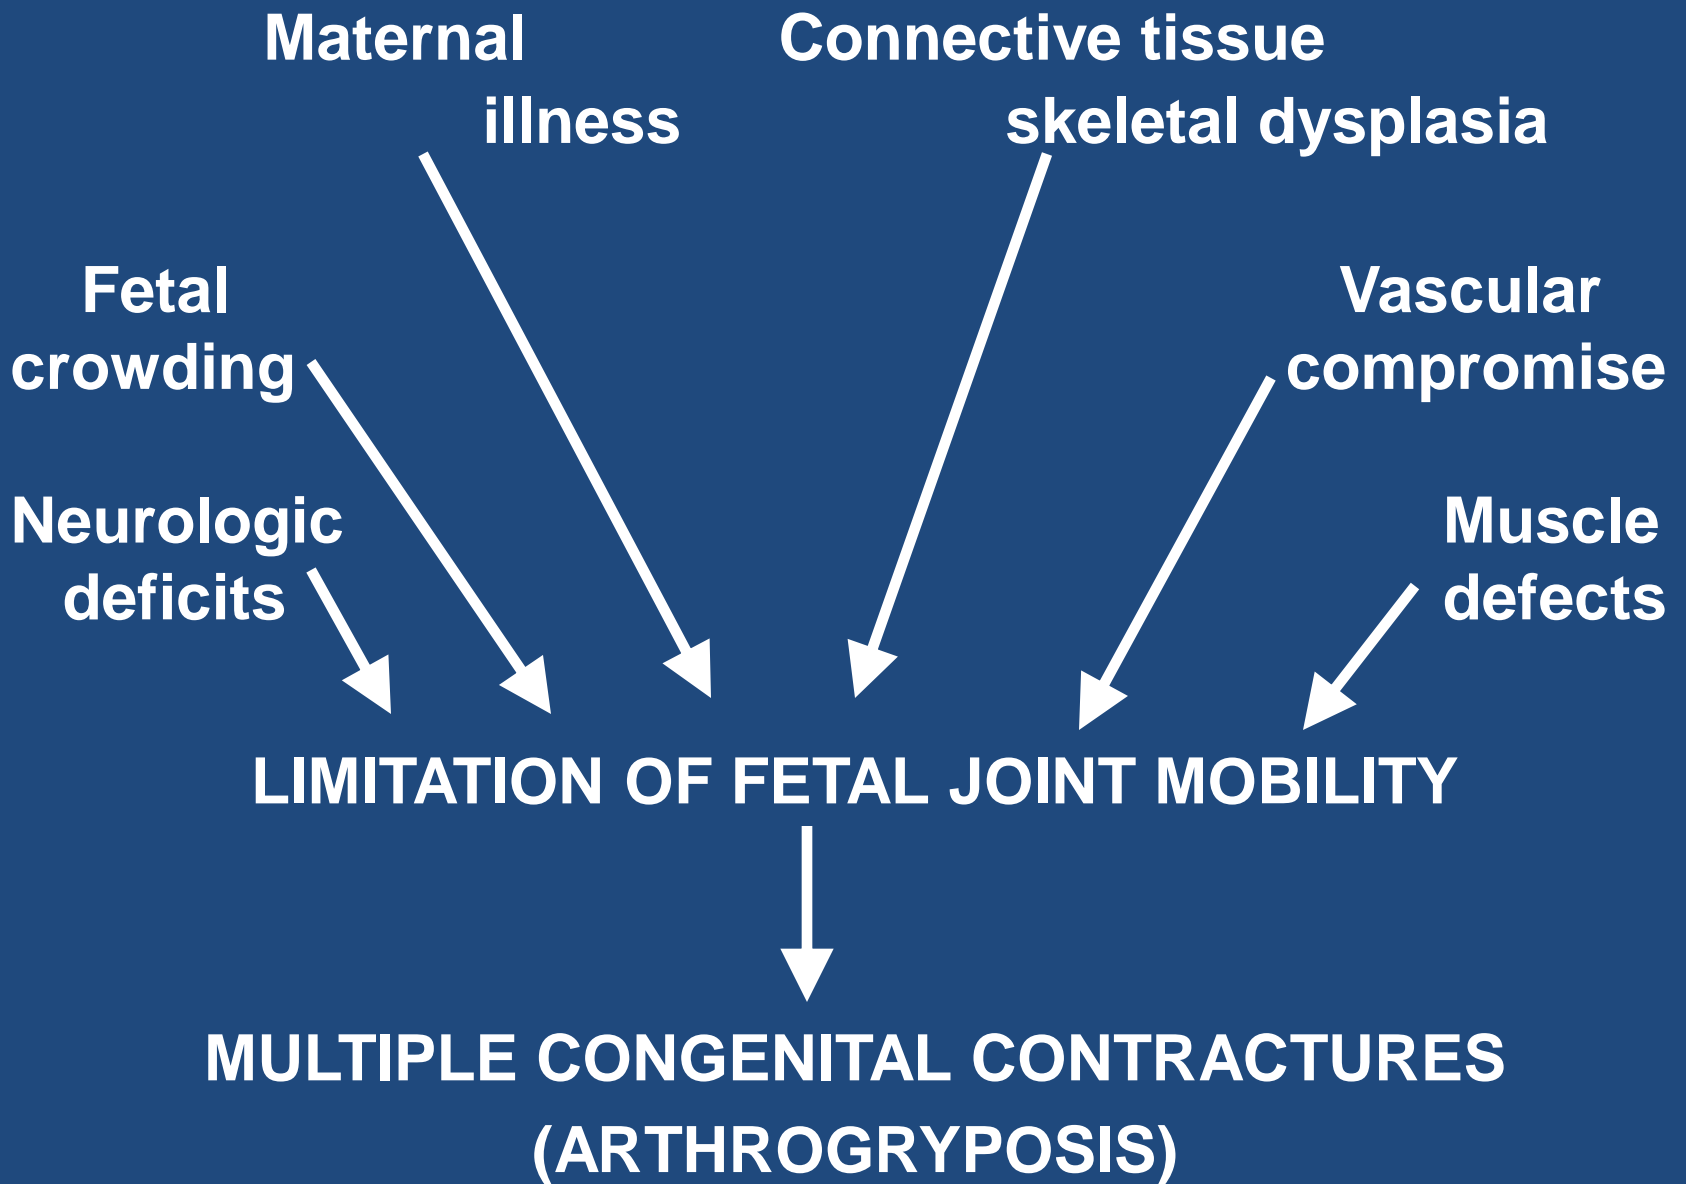 Maternal
illness
Connective tissue
skeletal dysplasia
Fetal
crowding
Vascular
compromise
Neurologic
deficits
Muscle
defects
LIMITATION OF FETAL JOINT MOBILITY
MULTIPLE CONGENITAL CONTRACTURES
(ARTHROGRYPOSIS)